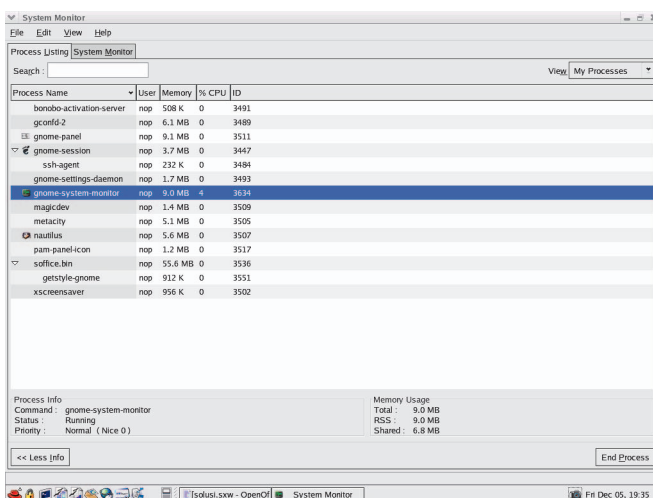 System Monitor
File Edit View Help
Process Listing System Monitor
Search : View My Processes
Process Name User Memory % CPU ID
bonobo-activation-server nop 508 K 0 3491
gconfd-2 nop 6.1 MB 0 3489
gnome-panel nop 9.1 MB 0 3511
gnome-session nop 3.7 MB 0 3447
ssh-agent nop 232 K 0 3484
gnome-settings-daemon nop 1.7 MB 0 3493
gnome-system-monitor nop 9.0 MB 4 3634
magicdev nop 1.4 MB 0 3509
metacity nop 5.1 MB 0 3505
nautilus nop 5.6 MB 0 3507
pam-panel-icon nop 1.2 MB 0 3517
soffice.bin nop 55.6 MB 0 3536
getstyle-gnome nop 912 K 0 3551
xscreensaver nop 956 K 0 3502
Process Info
Command : gnome-system-monitor
Status : Running
Priority : Normal ( Nice 0 )
Memory Usage
Total : 9.0 MB
RSS : 9.0 MB
Shared : 6.8 MB
<< Less Info End Process
[solusi.sxw - OpenOf System Monitor Fri Dec 05, 19:35